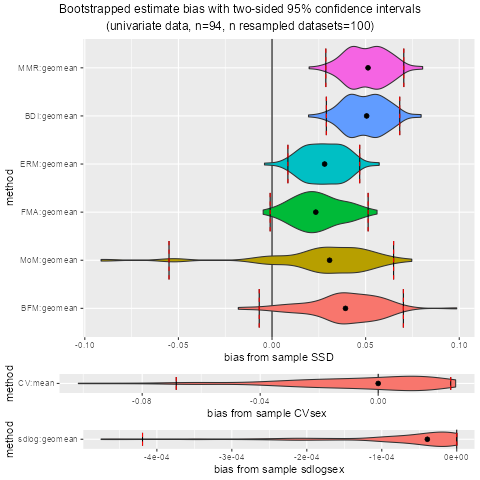 Bootstrapped estimate bias with two-sided 95% confidence intervals
(univariate data, n=94, n resampled datasets=100)
method
MMR:geomean
BDI:geomean
ERM:geomean
FMA:geomean
MoM:geomean
BFM:geomean
-0.10 -0.05 0.00 0.05 0.10
bias from sample SSD
method
CV:mean
-0.08 -0.04 0.00
bias from sample CVsex
method
sdlog:geomean
-4e-04 -3e-04 -2e-04 -1e-04 0e+00
bias from sample sdlogsex